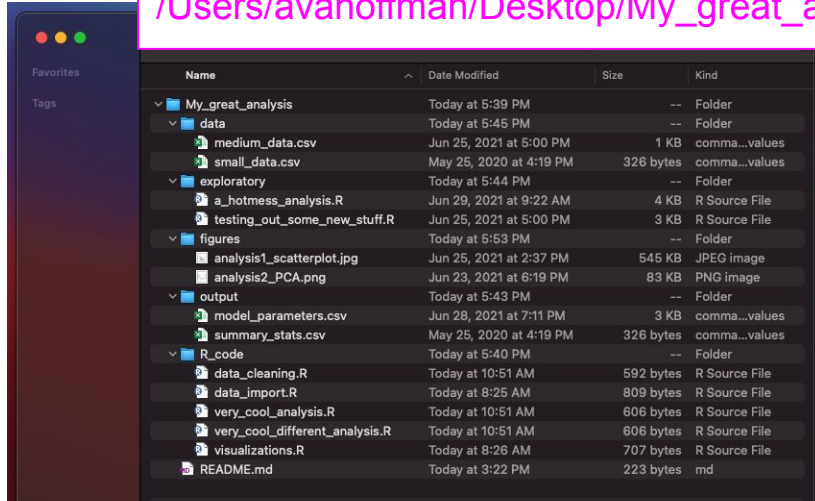 /Users/avahoffman/Desktop/My_great_a
Favorites
Tags
Name Date Modified Size Kind
My_great_analysis Today at 5:39 PM -- Folder
data Today at 5:45 PM -- Folder
medium_data.csv Jun 25, 2021 at 5:00 PM 1 KB comma...values
small_data.csv May 25, 2020 at 4:19 PM 326 bytes comma...values
exploratory Today at 5:44 PM -- Folder
a_hotmess_analysis.R Jun 29, 2021 at 9:22 AM 4 KB R Source File
testing_out_some_new_stuff.R Jun 25, 2021 at 5:00 PM 3 KB R Source File
figures Today at 5:53 PM -- Folder
analysis1_scatterplot.jpg Jun 25, 2021 at 2:37 PM 545 KB JPEG image
analysis2_PCA.png Jun 23, 2021 at 6:19 PM 83 KB PNG image
output Today at 5:43 PM -- Folder
model_parameters.csv Jun 28, 2021 at 7:11 PM 3 KB comma...values
summary_stats.csv May 25, 2020 at 4:19 PM 326 bytes comma...values
R_code Today at 5:40 PM -- Folder
data_cleaning.R Today at 10:51 AM 592 bytes R Source File
data_import.R Today at 8:25 AM 809 bytes R Source File
very_cool_analysis.R Today at 10:51 AM 606 bytes R Source File
very_cool_different_analysis.R Today at 10:51 AM 606 bytes R Source File
visualizations.R Today at 8:26 AM 707 bytes R Source File
README.md Today at 3:22 PM 223 bytes md